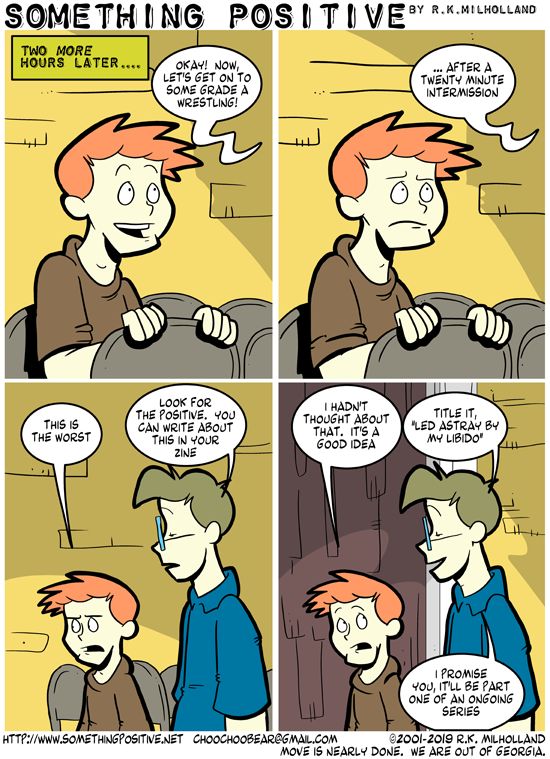 SOMETHING POSITIVE BY R.K.MILHOLLAND
TWO MORE
HOURS LATER....
OKAY! NOW,
LET'S GET ON TO
SOME GRADE A
WRESTLING!
... AFTER A
TWENTY MINUTE
INTERMISSION
THIS IS
THE WORST
LOOK FOR
THE POSITIVE. YOU
CAN WRITE ABOUT
THIS IN YOUR
ZINE
I HADN'T
THOUGHT ABOUT
THAT. IT'S A
GOOD IDEA
TITLE IT,
"LED ASTRAY BY
MY LIBIDO"
I PROMISE
YOU, IT'LL BE PART
ONE OF AN ONGOING
SERIES
HTTP://WWW.SOMETHINGPOSITIVE.NET CHOOCHOOBEAR@GMAIL.COM ©2001-2019 R.K. MILHOLLAND
MOVE IS NEARLY DONE. WE ARE OUT OF GEORGIA.